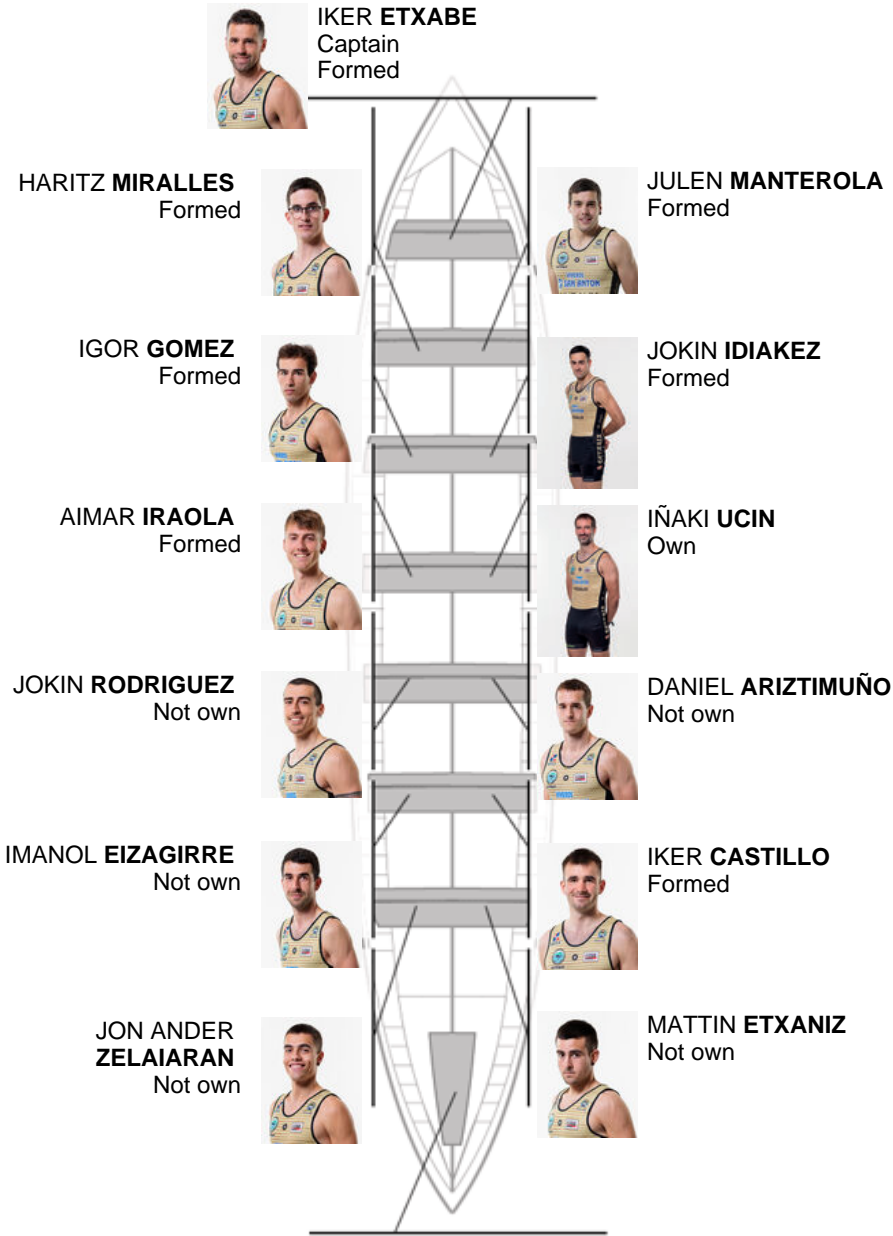 IKER ETXABE
Captain
Formed
HARITZ MIRALLES
Formed
JULEN MANTEROLA
Formed
IGOR GOMEZ
Formed
JOKIN IDIAKEZ
Formed
AIMAR IRAOLA
Formed
IÑAKI UCIN
Own
JOKIN RODRIGUEZ
Not own
DANIEL ARIZTIMUÑO
Not own
IMANOL EIZAGIRRE
Not own
IKER CASTILLO
Formed
JON ANDER
ZELAIARAN
Not own
MATTIN ETXANIZ
Not own
SAN ANTON